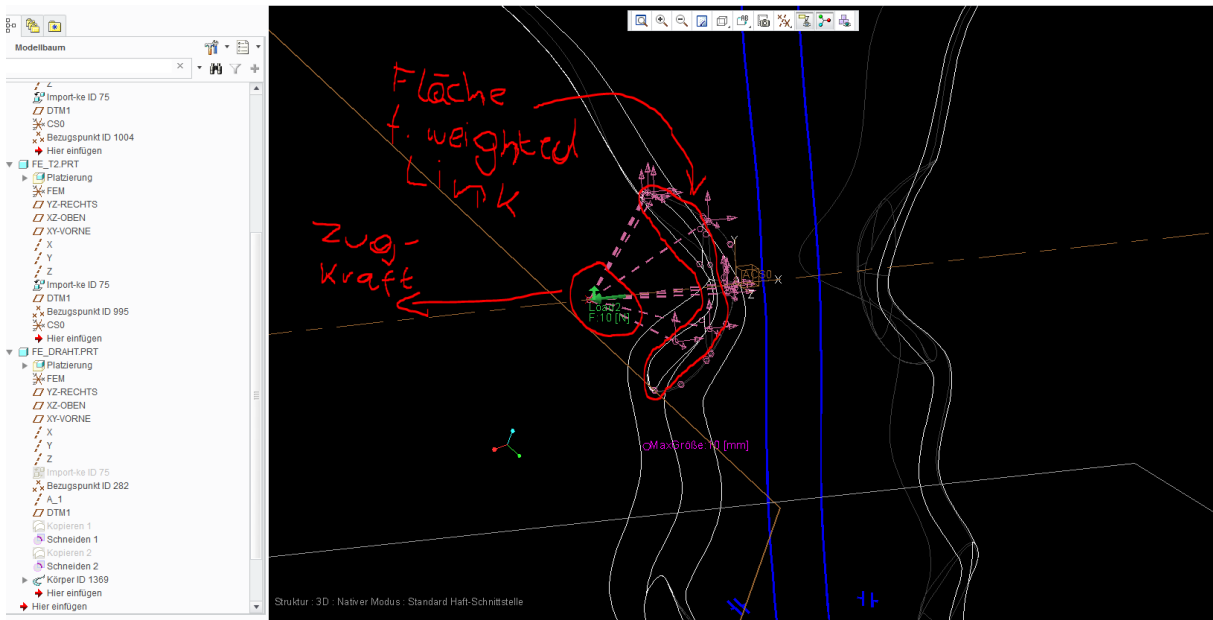 Modellbaum
Z
Import-ke ID 75
DTM1
CS0
Bezugspunkt ID 1004
Hier einfügen
FE_T2.PRT
Platzierung
FEM
YZ-RECHTS
XZ-OBEN
XY-VORNE
X
Y
Z
Import-ke ID 75
DTM1
Bezugspunkt ID 995
CS0
Hier einfügen
FE_DRAHT.PRT
Platzierung
FEM
YZ-RECHTS
XZ-OBEN
XY-VORNE
X
Y
Z
Import-ke ID 75
Bezugspunkt ID 282
A_1
DTM1
Kopieren 1
Schneiden 1
Kopieren 2
Schneiden 2
Körper ID 1369
Hier einfügen
Hier einfügen
Fläche
f. weighted
Link
Zug-
kraft
Y
ACS0
X
Z
Load2
F:10 [N]
MaxGröße:10 [mm]
Struktur : 3D : Nativer Modus : Standard Haft-Schnittstelle